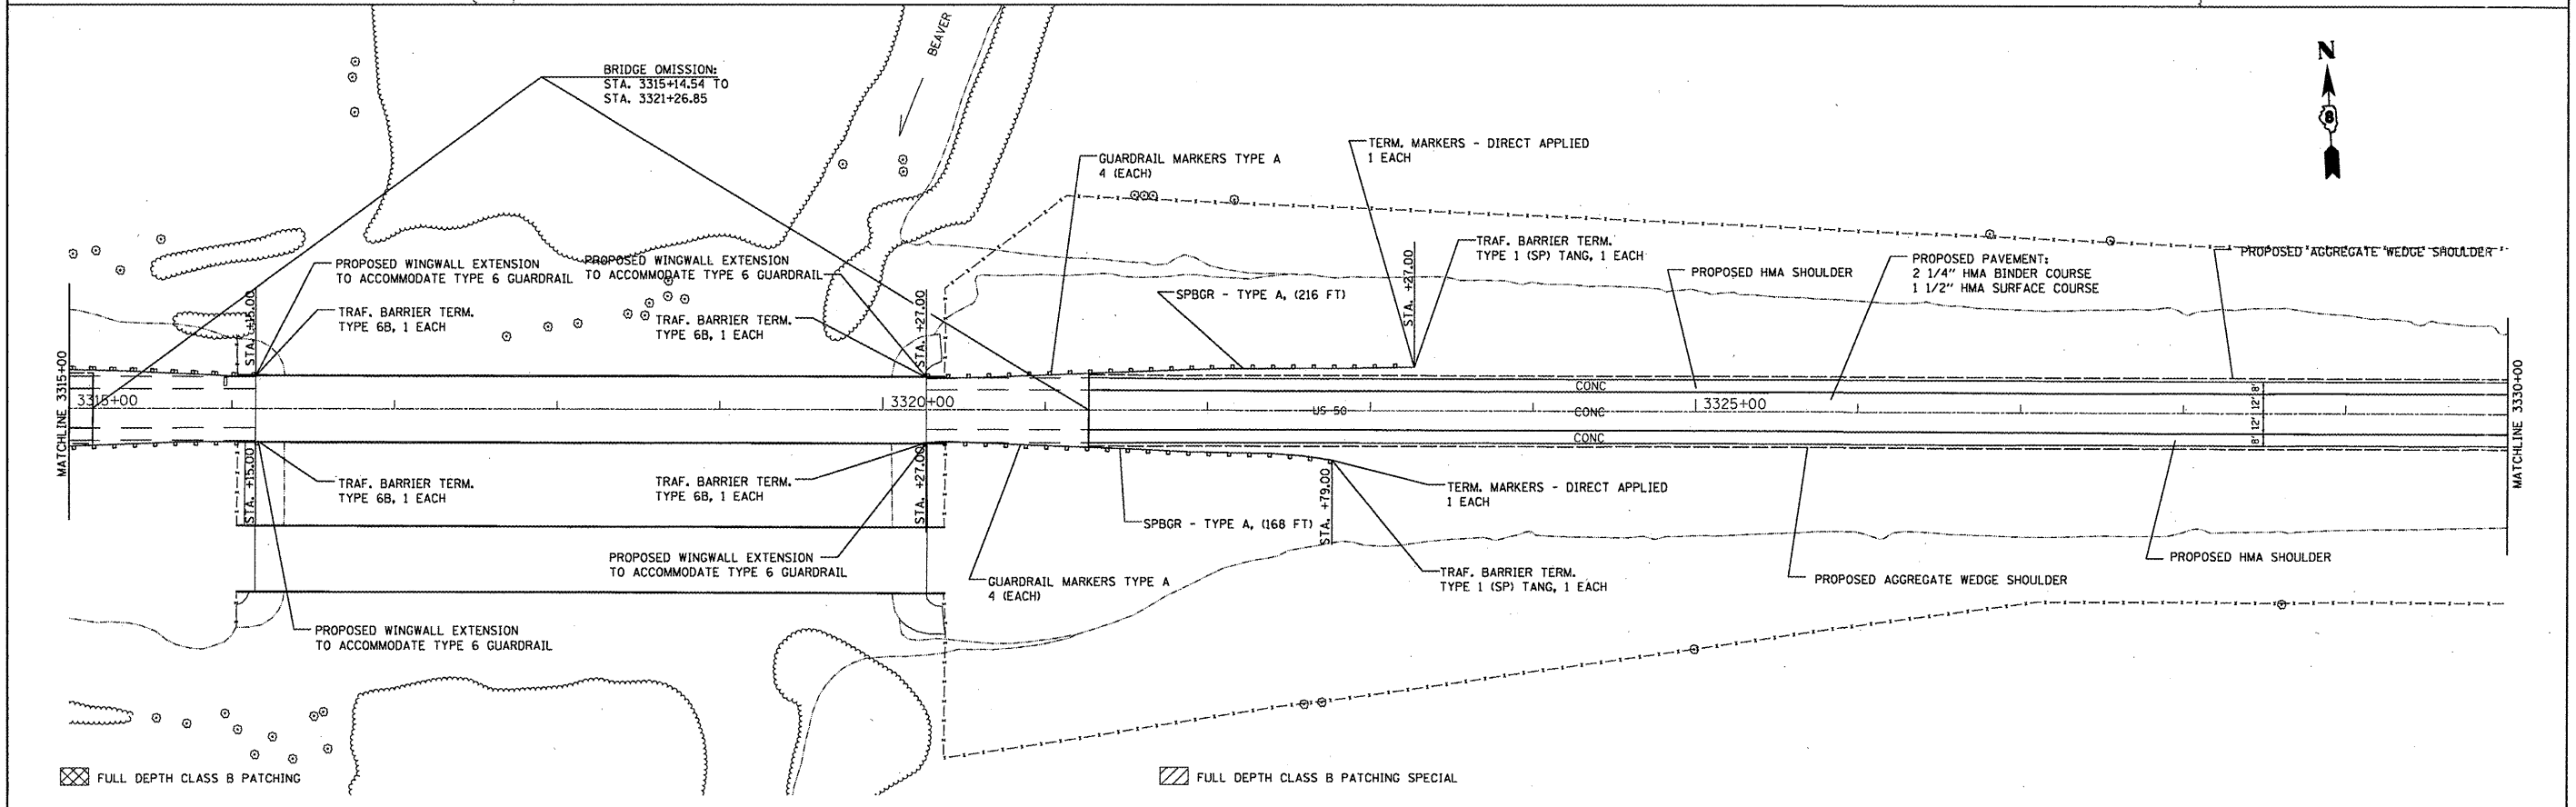 BEAVER
N
8
BRIDGE OMISSION:
STA. 3315+14.54 TO
STA. 3321+26.85
GUARDRAIL MARKERS TYPE A
4 (EACH)
TERM. MARKERS - DIRECT APPLIED
1 EACH
TRAF. BARRIER TERM.
TYPE 1 (SP) TANG, 1 EACH
PROPOSED HMA SHOULDER
PROPOSED PAVEMENT:
2 1/4" HMA BINDER COURSE
1 1/2" HMA SURFACE COURSE
PROPOSED AGGREGATE WEDGE SHOULDER
PROPOSED WINGWALL EXTENSION
TO ACCOMMODATE TYPE 6 GUARDRAIL
PROPOSED WINGWALL EXTENSION
TO ACCOMMODATE TYPE 6 GUARDRAIL
SPBGR - TYPE A, (216 FT)
STA. +15.00
TRAF. BARRIER TERM.
TYPE 6B, 1 EACH
TRAF. BARRIER TERM.
TYPE 6B, 1 EACH
STA. +27.00
STA. +27.00
MATCHLINE 3315+00
3315+00
3320+00
US 50
CONC
CONC
CONC
3325+00
8' 12' 12' 8'
MATCHLINE 3330+00
STA. +15.00
TRAF. BARRIER TERM.
TYPE 6B, 1 EACH
TRAF. BARRIER TERM.
TYPE 6B, 1 EACH
STA. +27.00
STA. +79.00
TERM. MARKERS - DIRECT APPLIED
1 EACH
SPBGR - TYPE A, (168 FT)
PROPOSED WINGWALL EXTENSION
TO ACCOMMODATE TYPE 6 GUARDRAIL
GUARDRAIL MARKERS TYPE A
4 (EACH)
TRAF. BARRIER TERM.
TYPE 1 (SP) TANG, 1 EACH
PROPOSED AGGREGATE WEDGE SHOULDER
PROPOSED HMA SHOULDER
PROPOSED WINGWALL EXTENSION
TO ACCOMMODATE TYPE 6 GUARDRAIL
FULL DEPTH CLASS B PATCHING
FULL DEPTH CLASS B PATCHING SPECIAL